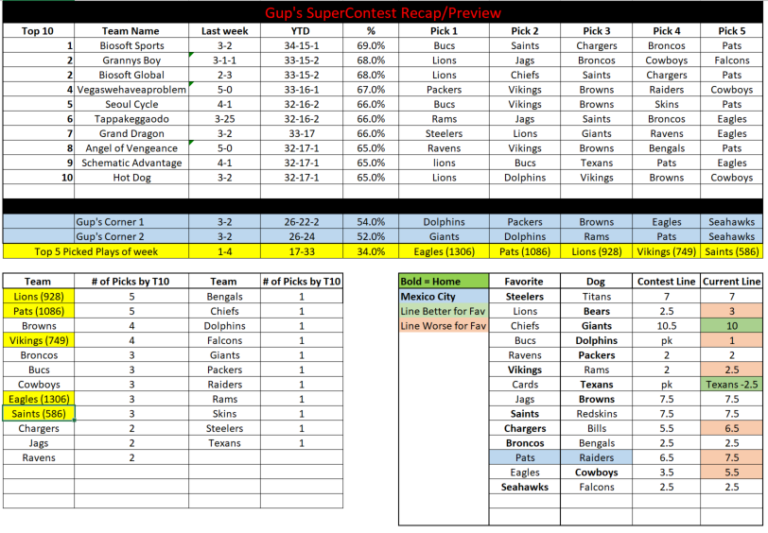 Gup's SuperContest Recap/Preview
Top 10 Team Name Last week YTD % Pick 1 Pick 2 Pick 3 Pick 4 Pick 5
1 Biosoft Sports 3-2 34-15-1 69.0% Bucs Saints Chargers Broncos Pats
2 Grannys Boy 3-1-1 33-15-2 68.0% Lions Jags Broncos Cowboys Falcons
2 Biosoft Global 2-3 33-15-2 68.0% Lions Chiefs Saints Chargers Pats
4 Vegaswehaveaproblem 5-0 33-16-1 67.0% Packers Vikings Browns Raiders Cowboys
5 Seoul Cycle 4-1 32-16-2 66.0% Bucs Vikings Browns Skins Pats
6 Tappakeggaodo 3-25 32-16-2 66.0% Rams Jags Saints Broncos Eagles
7 Grand Dragon 3-2 33-17 66.0% Steelers Lions Giants Ravens Eagles
8 Angel of Vengeance 5-0 32-17-1 65.0% Ravens Vikings Browns Bengals Pats
9 Schematic Advantage 4-1 32-17-1 65.0% lions Bucs Texans Pats Eagles
10 Hot Dog 3-2 32-17-1 65.0% Lions Dolphins Vikings Browns Cowboys
Gup's Corner 1 3-2 26-22-2 54.0% Dolphins Packers Browns Eagles Seahawks
Gup's Corner 2 3-2 26-24 52.0% Giants Dolphins Rams Pats Seahawks
Top 5 Picked Plays of week 1-4 17-33 34.0% Eagles (1306) Pats (1086) Lions (928) Vikings (749) Saints (586)
Team # of Picks by T10 Team # of Picks by T10
Lions (928) 5 Bengals 1
Pats (1086) 5 Chiefs 1
Browns 4 Dolphins 1
Vikings (749) 4 Falcons 1
Broncos 3 Giants 1
Bucs 3 Packers 1
Cowboys 3 Raiders 1
Eagles (1306) 3 Rams 1
Saints (586) 3 Skins 1
Chargers 2 Steelers 1
Jags 2 Texans 1
Ravens 2
Bold = Home Favorite Dog Contest Line Current Line
Mexico City Steelers Titans 7 7
Line Better for Fav Lions Bears 2.5 3
Line Worse for Fav Chiefs Giants 10.5 10
Bucs Dolphins pk 1
Ravens Packers 2 2
Vikings Rams 2 2.5
Cards Texans pk Texans -2.5
Jags Browns 7.5 7.5
Saints Redskins 7.5 7.5
Chargers Bills 5.5 6.5
Broncos Bengals 2.5 2.5
Pats Raiders 6.5 7.5
Eagles Cowboys 3.5 5.5
Seahawks Falcons 2.5 2.5